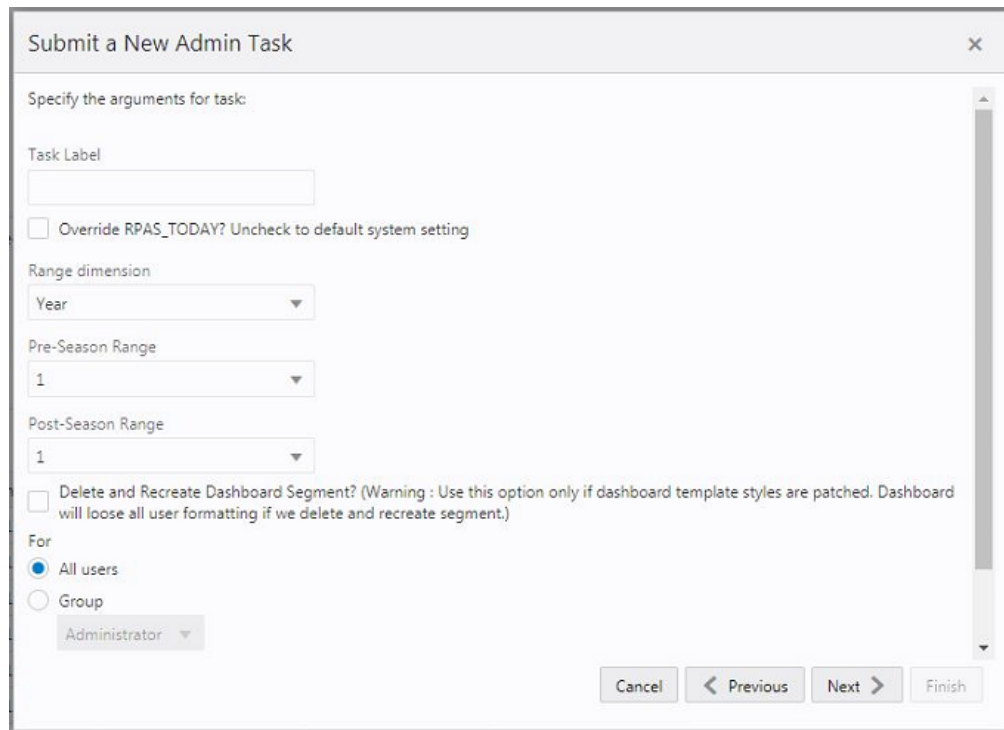 Submit a New Admin Task
Specify the arguments for task:
Task Label
Override RPAS_TODAY? Uncheck to default system setting
Range dimension
Year
Pre-Season Range
1
Post-Season Range
1
Delete and Recreate Dashboard Segment? (Warning : Use this option only if dashboard template styles are patched. Dashboard
will loose all user formatting if we delete and recreate segment.)
For
All users
Group
Administrator
Cancel Previous Next Finish